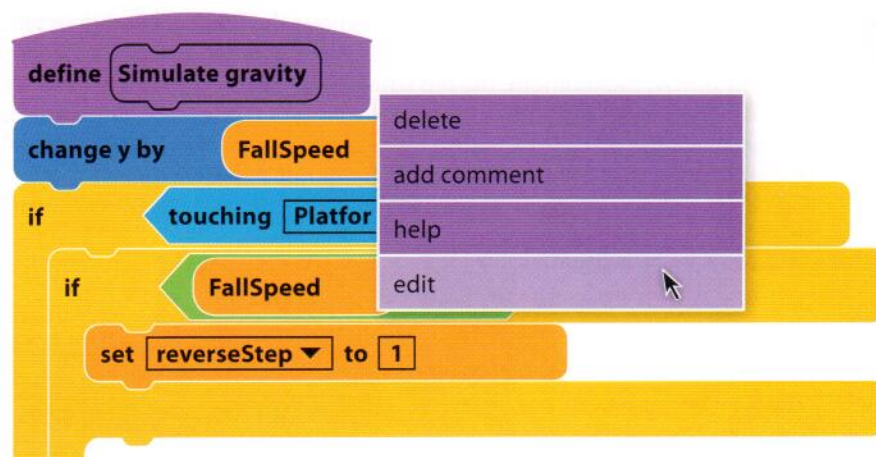 define Simulate gravity
delete
change y by FallSpeed
add comment
if touching Platfor
help
if FallSpeed
edit
set reverseStep to 1